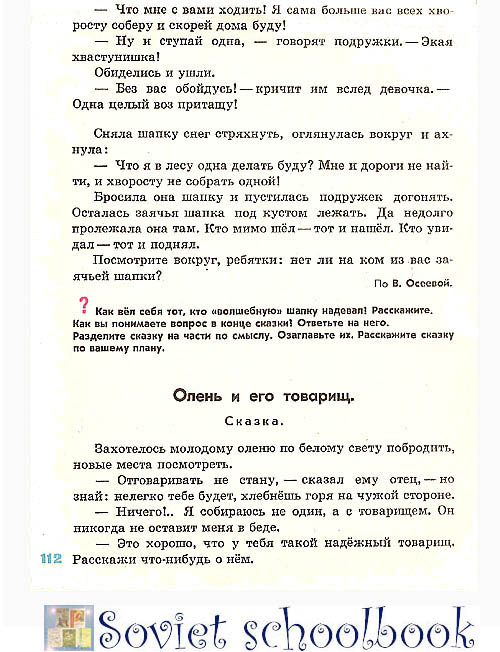 — Что мне с вами ходить! Я сама больше вас всех хво-
росту соберу и скорей дома буду!
— Ну и ступай одна, — говорят подружки. — Экая
хвастунишка!
Обиделись и ушли.
— Без вас обойдусь! — кричит им вслед девочка. —
Одна целый воз притащу!
Сняла шапку снег стряхнуть, оглянулась вокруг и ах-
нула:
— Что я в лесу одна делать буду? Мне и дороги не най-
ти, и хворосту не собрать одной!
Бросила она шапку и пустилась подружек догонять.
Осталась заячья шапка под кустом лежать. Да недолго
пролежала она там. Кто мимо шёл — тот и нашёл. Кто уви-
дал — тот и поднял.
Посмотрите вокруг, ребятки: нет ли на ком из вас за-
ячьей шапки?
По В. Осеевой.
? Как вёл себя тот, кто «волшебную» шапку надевал! Расскажите.
Как вы понимаете вопрос в конце сказки! Ответьте на него.
Разделите сказку на части по смыслу. Озаглавьте их. Расскажите сказку
по вашему плану.
Олень и его товарищ.
Сказка.
Захотелось молодому оленю по белому свету побродить,
новые места посмотреть.
— Отговаривать не стану, — сказал ему отец, — но
знай: нелегко тебе будет, хлебнёшь горя на чужой стороне.
— Ничего!.. Я собираюсь не один, а с товарищем. Он
никогда не оставит меня в беде.
— Это хорошо, что у тебя такой надёжный товарищ.
112 Расскажи что-нибудь о нём.
Soviet schoolbook